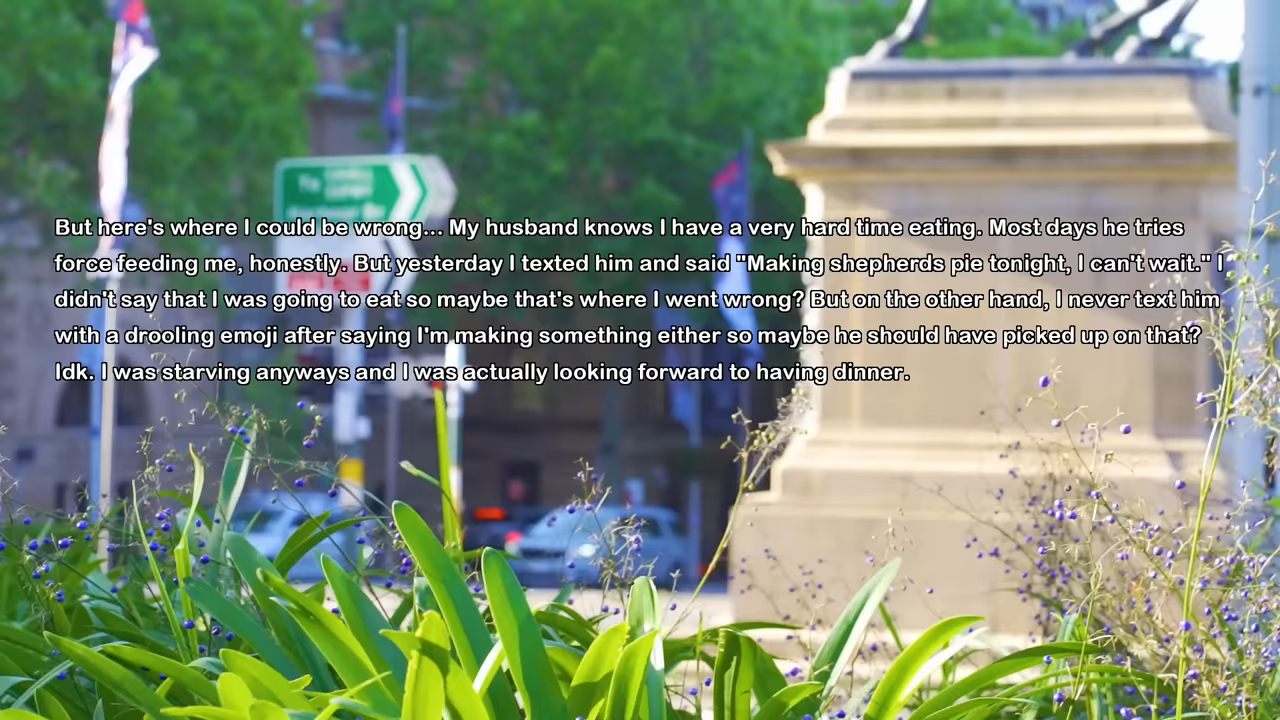 To
But here's where I could be wrong... My husband knows I have a very hard time eating. Most days he tries
force feeding me, honestly. But yesterday I texted him and said "Making shepherds pie tonight, I can't wait." I
didn't say that I was going to eat so maybe that's where I went wrong? But on the other hand, I never text him
with a drooling emoji after saying I'm making something either so maybe he should have picked up on that?
Idk. I was starving anyways and I was actually looking forward to having dinner.